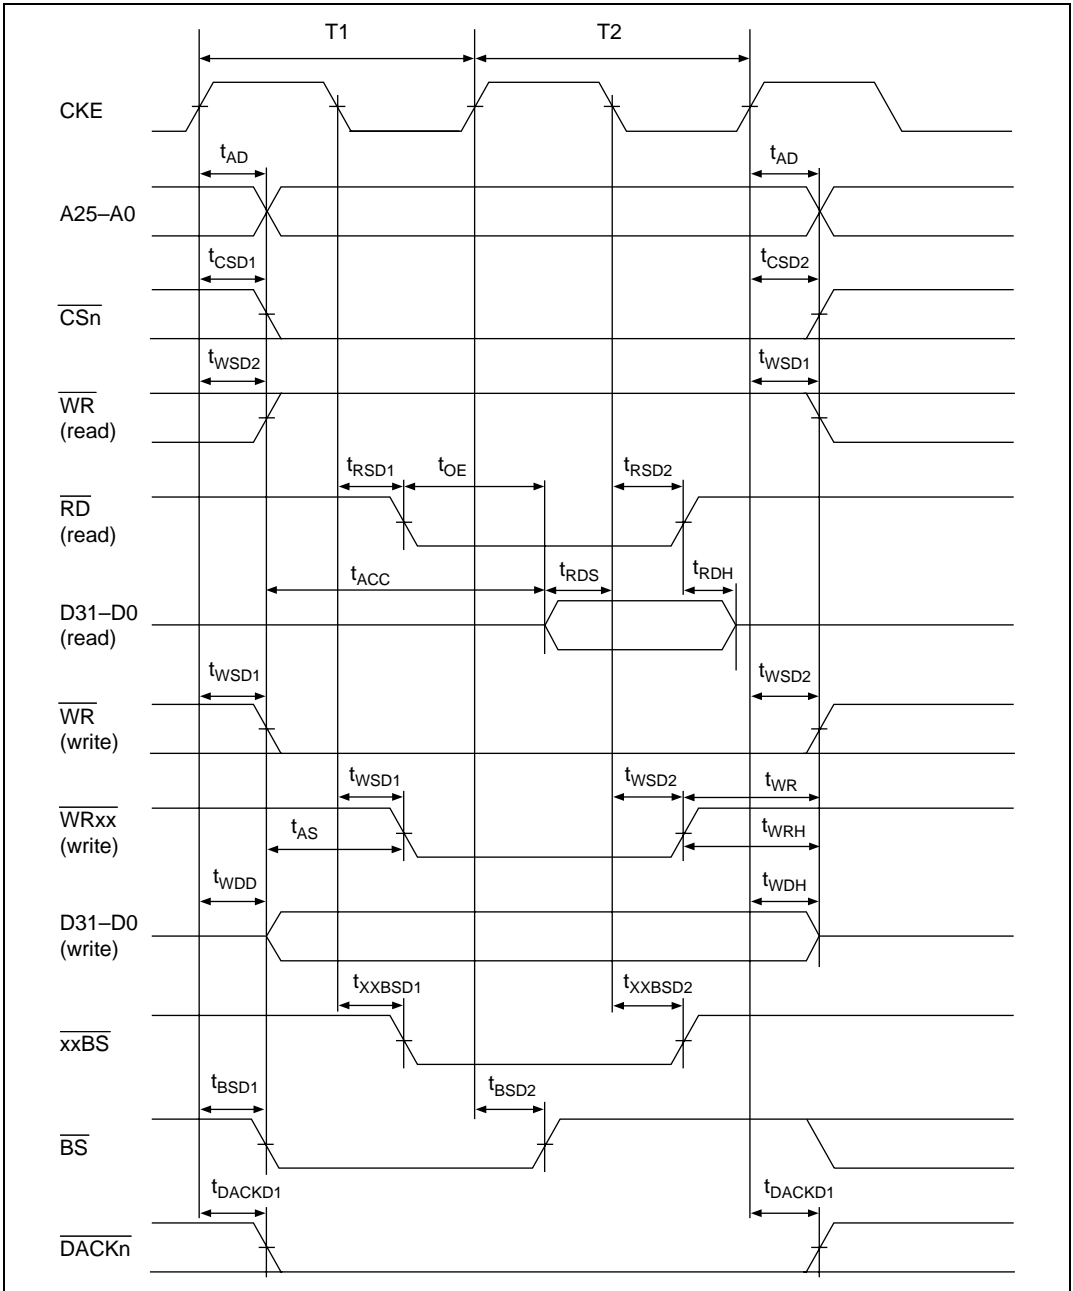 T1 T2
CKE
tAD tAD
A25–A0
tCSD1 tCSD2
CSn
tWSD2 tWSD1
WR
(read)
tRSD1 tOE tRSD2
RD
(read)
tACC tRDS tRDH
D31–D0
(read)
tWSD1 tWSD2
WR
(write)
tWSD1 tWSD2 tWR
WRxx
(write)
tAS tWRH
tWDD tWDH
D31–D0
(write)
tXXBSD1 tXXBSD2
xxBS
tBSD1 tBSD2
BS
tDACKD1 tDACKD1
DACKn